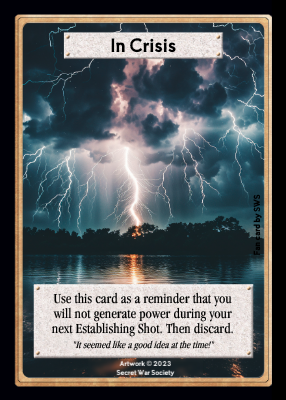 In Crisis
Fan card by SWS
Use this card as a reminder that you
will not generate power during your
next Establishing Shot. Then discard.
"It seemed like a good idea at the time!"
Artwork © 2023
Secret War Society